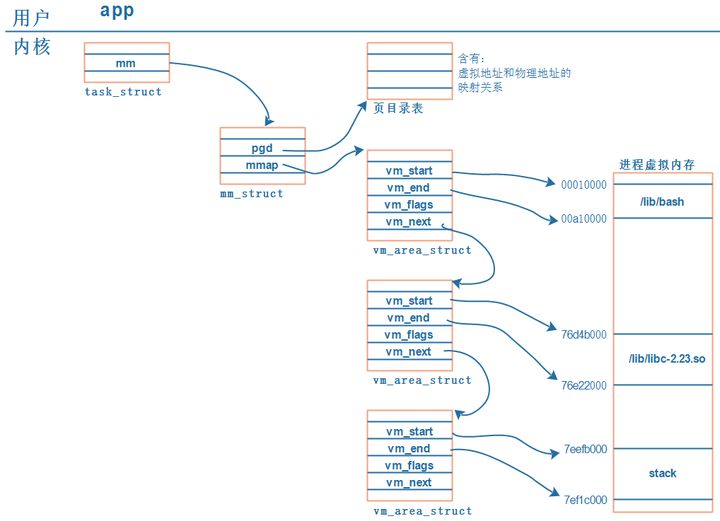 用户
app
内核
mm
task_struct
含有：
虚拟地址和物理地址的
映射关系
页目录表
pgd
mmap
mm_struct
vm_start
vm_end
vm_flags
vm_next
vm_area_struct
vm_start
vm_end
vm_flags
vm_next
vm_area_struct
vm_start
vm_end
vm_flags
vm_next
vm_area_struct
进程虚拟内存
00010000
/lib/bash
00a10000
76d4b000
/lib/libc-2.23.so
76e22000
7eefb000
stack
7ef1c000